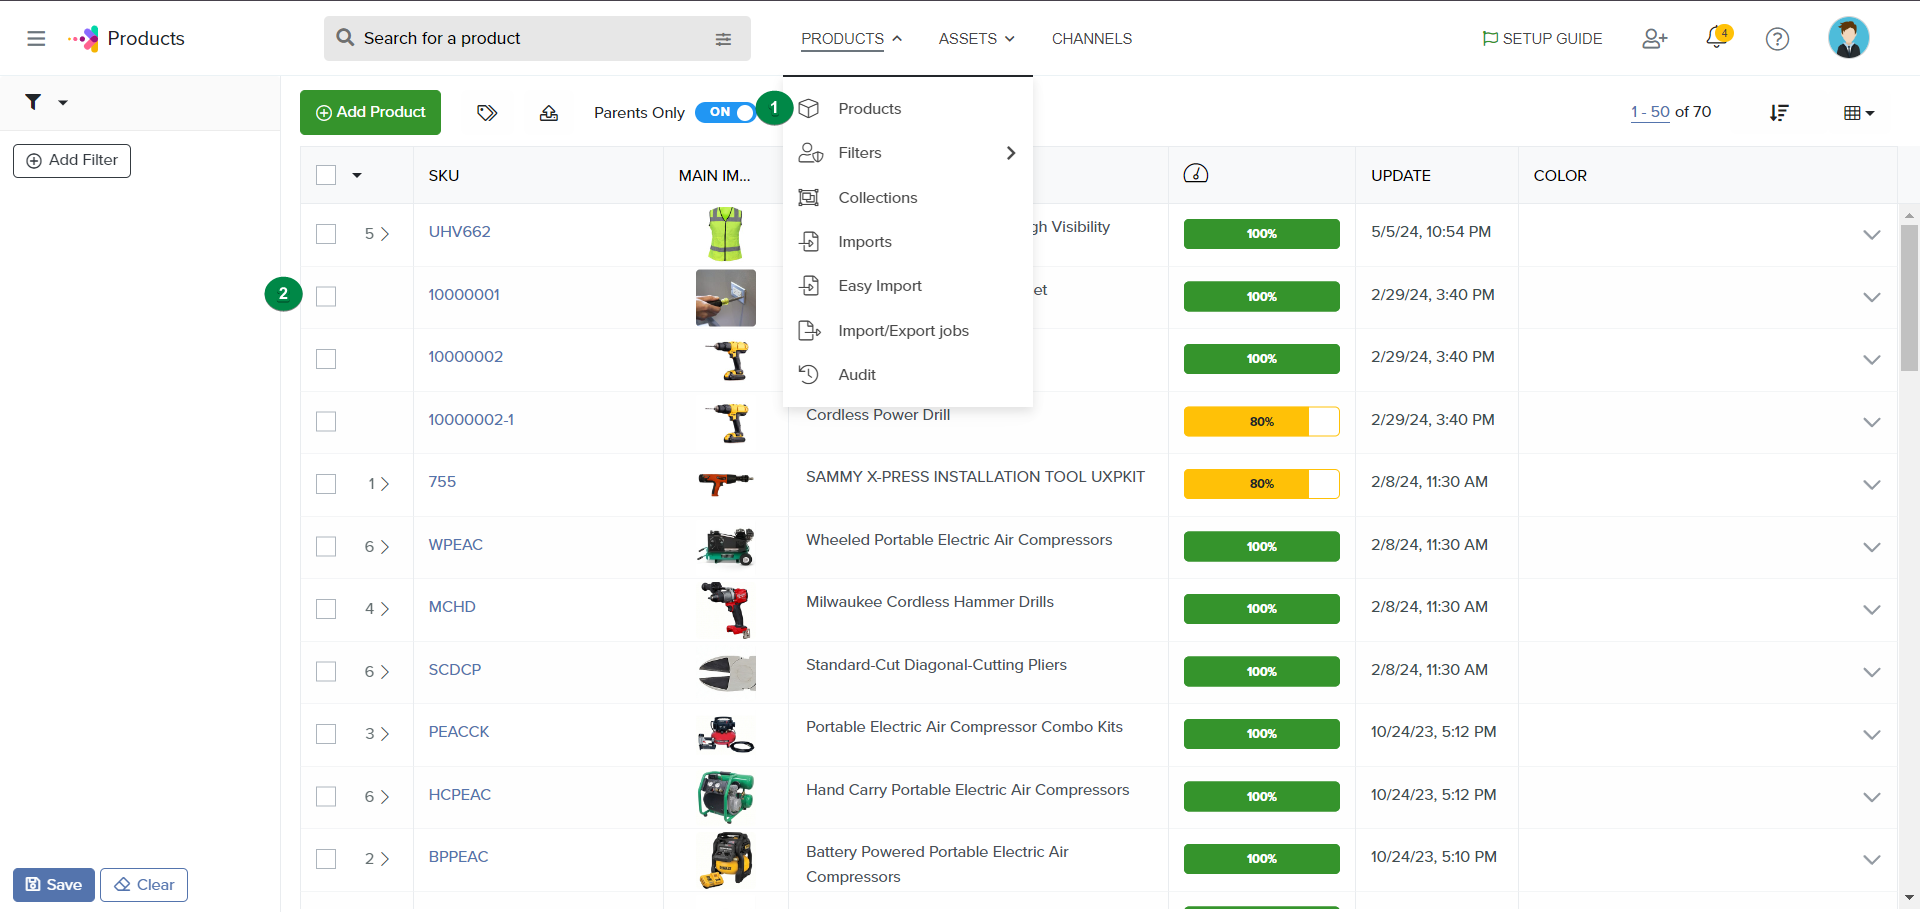 Products
Search for a product
PRODUCTS
ASSETS
CHANNELS
SETUP GUIDE
4
Add Product
Parents Only
ON
1
Products
1 - 50 of 70
Add Filter
Filters
Collections
Imports
Easy Import
Import/Export jobs
Audit
SKU
MAIN IM...
UPDATE
COLOR
5
UHV662
gh Visibility
100%
5/5/24, 10:54 PM
2
10000001
et
100%
2/29/24, 3:40 PM
10000002
100%
2/29/24, 3:40 PM
10000002-1
Cordless Power Drill
80%
2/29/24, 3:40 PM
1
755
SAMMY X-PRESS INSTALLATION TOOL UXPKIT
80%
2/8/24, 11:30 AM
6
WPEAC
Wheeled Portable Electric Air Compressors
100%
2/8/24, 11:30 AM
4
MCHD
Milwaukee Cordless Hammer Drills
100%
2/8/24, 11:30 AM
6
SCDCP
Standard-Cut Diagonal-Cutting Pliers
100%
2/8/24, 11:30 AM
3
PEACCK
Portable Electric Air Compressor Combo Kits
100%
10/24/23, 5:12 PM
6
HCPEAC
Hand Carry Portable Electric Air Compressors
100%
10/24/23, 5:12 PM
2
BPPEAC
Battery Powered Portable Electric Air
Compressors
100%
10/24/23, 5:10 PM
Save
Clear